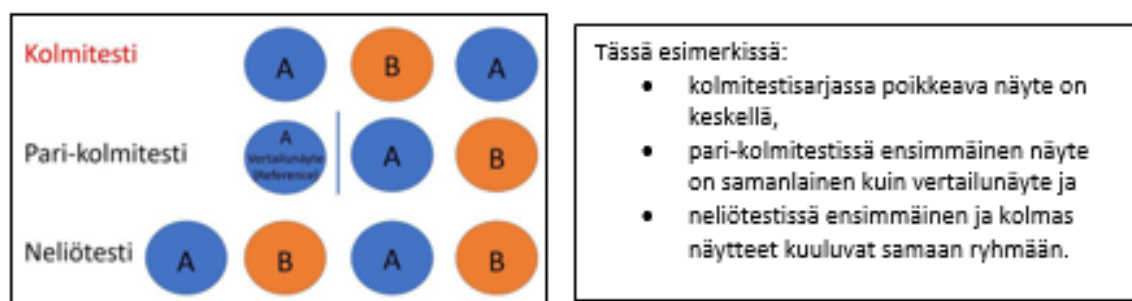 Kolmitesti
A B A
Pari-kolmitesti
A
Vertailunäyte
(Reference)
A B
Neliötesti
A B A B
Tässä esimerkissä:
• kolmitestisarjassa poikkeava näyte on
keskellä,
• pari-kolmitestissä ensimmäinen näyte
on samanlainen kuin vertailunäyte ja
• neliötestissä ensimmäinen ja kolmas
näytteet kuuluvat samaan ryhmään.